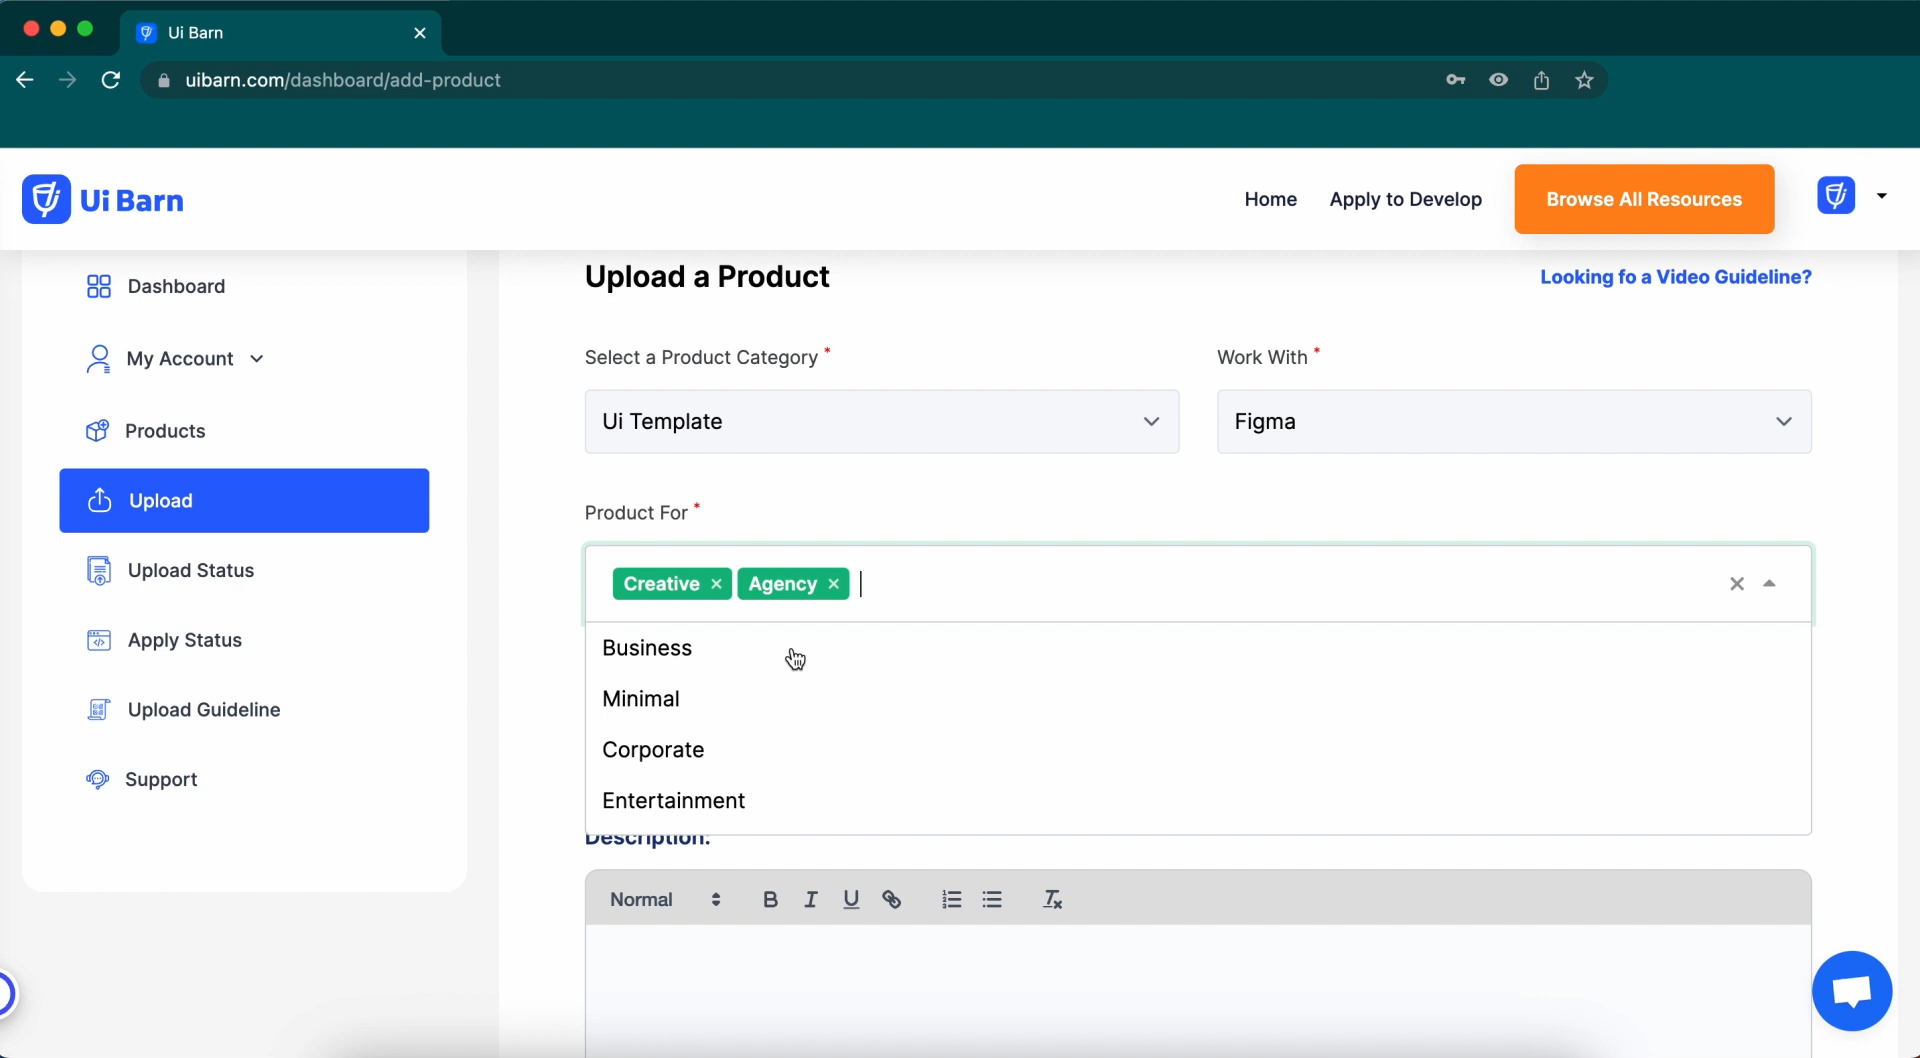 Ui Barn
uibarn.com/dashboard/add-product
Ui Barn
Home
Apply to Develop
Browse All Resources
Dashboard
My Account
Products
Upload
Upload Status
Apply Status
Upload Guideline
Support
Upload a Product
Looking fo a Video Guideline?
Select a Product Category *
Work With *
Ui Template
Figma
Product For *
Creative × Agency ×
Business
Minimal
Corporate
Entertainment
Description:
Normal